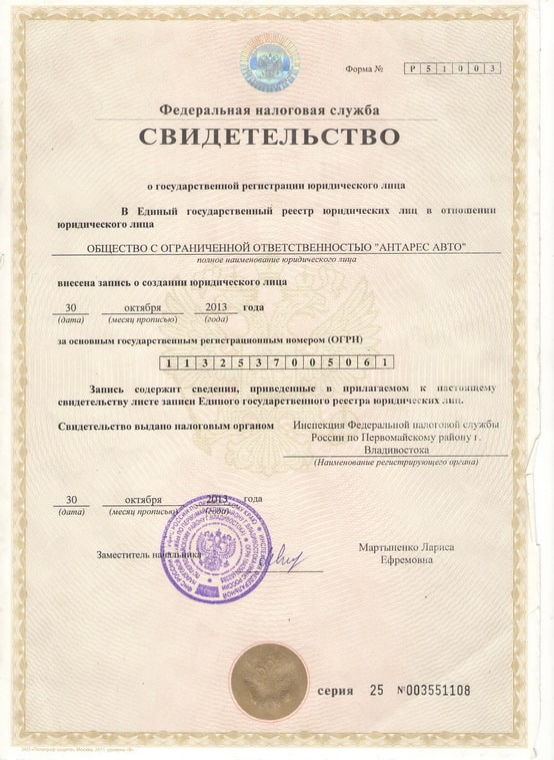 Форма № Р 5 1 0 0 3
Федеральная налоговая служба
СВИДЕТЕЛЬСТВО
о государственной регистрации юридического лица
В Единый государственный реестр юридических лиц в отношении
юридического лица
ОБЩЕСТВО С ОГРАНИЧЕННОЙ ОТВЕТСТВЕННОСТЬЮ "АНТАРЕС АВТО"
полное наименование юридического лица
внесена запись о создании юридического лица
30 октября 2013 года
(дата) (месяц прописью) (года)
за основным государственным регистрационным номером (ОГРН)
1 1 3 2 5 3 7 0 0 5 0 6 1
Запись содержит сведения, приведенные в прилагаемом к настоящему
свидетельству листе записи Единого государственного реестра юридических лиц.
Свидетельство выдано налоговым органом Инспекция Федеральной налоговой службы
России по Первомайскому району г.
Владивостока
(Наименование регистрирующего органа)
30 октября 2013 года
(дата) (месяц прописью) (года)
Заместитель начальника
Мартыненко Лариса
Ефремовна
серия 25 №003551108